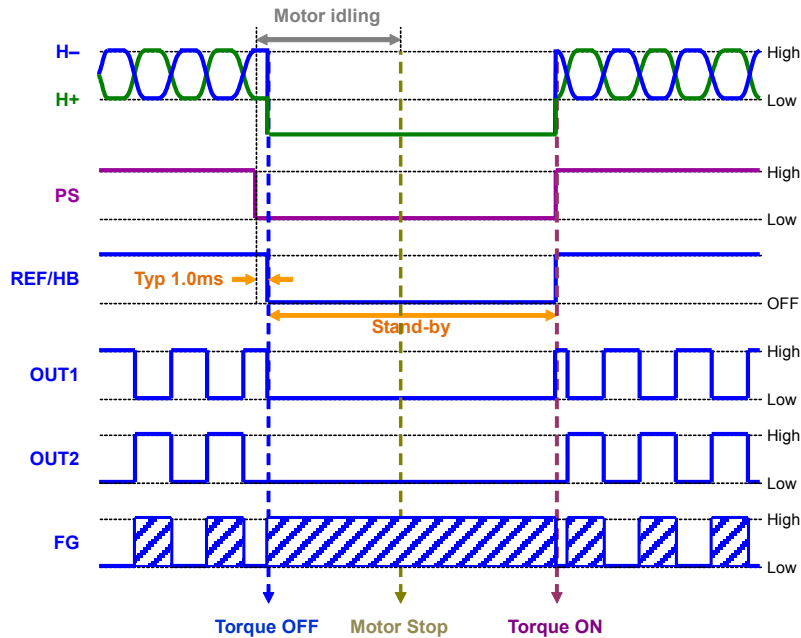 Motor idling
H–
High
H+
Low
PS
High
Low
REF/HB
Typ 1.0ms
OFF
Stand-by
OUT1
High
Low
OUT2
High
Low
FG
High
Low
Torque OFF
Motor Stop
Torque ON